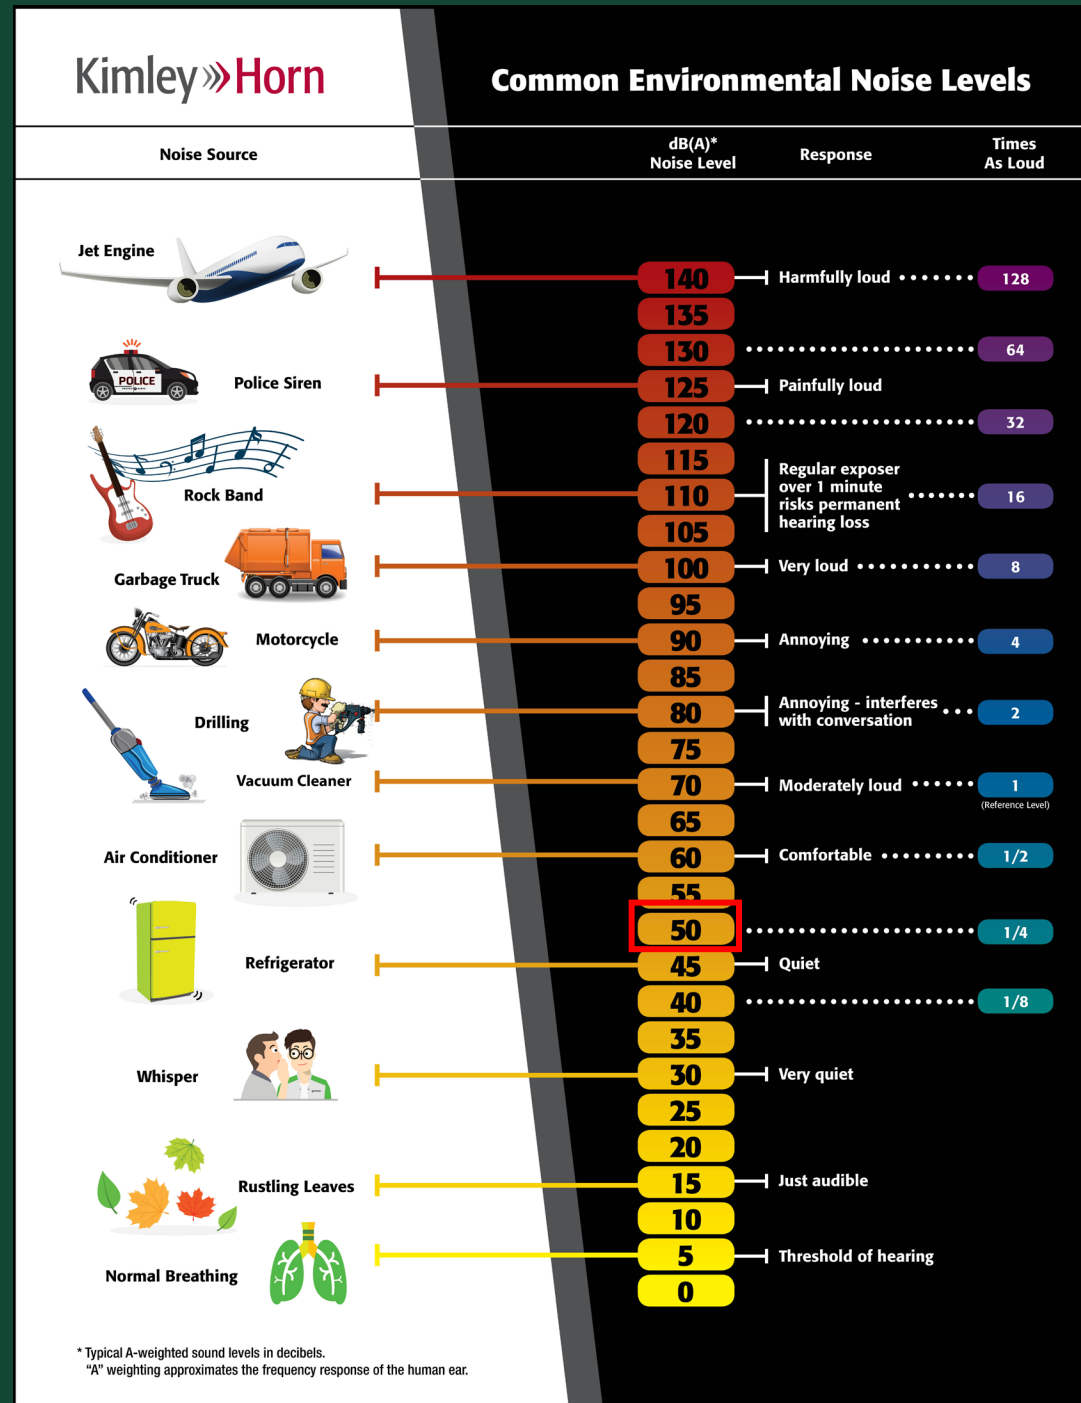 Kimley»Horn
Common Environmental Noise Levels
Noise Source
dB(A)*
Noise Level
Response
Times
As Loud
Jet Engine
140
Harmfully loud
128
135
130
64
POLICE
Police Siren
125
Painfully loud
120
32
115
Rock Band
110
Regular exposer
over 1 minute
risks permanent
hearing loss
16
105
Garbage Truck
100
Very loud
8
95
Motorcycle
90
Annoying
4
85
Drilling
80
Annoying - interferes
with conversation
2
75
Vacuum Cleaner
70
Moderately loud
1
(Reference Level)
65
Air Conditioner
60
Comfortable
1/2
55
50
1/4
Refrigerator
45
Quiet
40
1/8
35
Whisper
30
Very quiet
25
20
Rustling Leaves
15
Just audible
10
Normal Breathing
5
Threshold of hearing
0
* Typical A-weighted sound levels in decibels.
"A" weighting approximates the frequency response of the human ear.